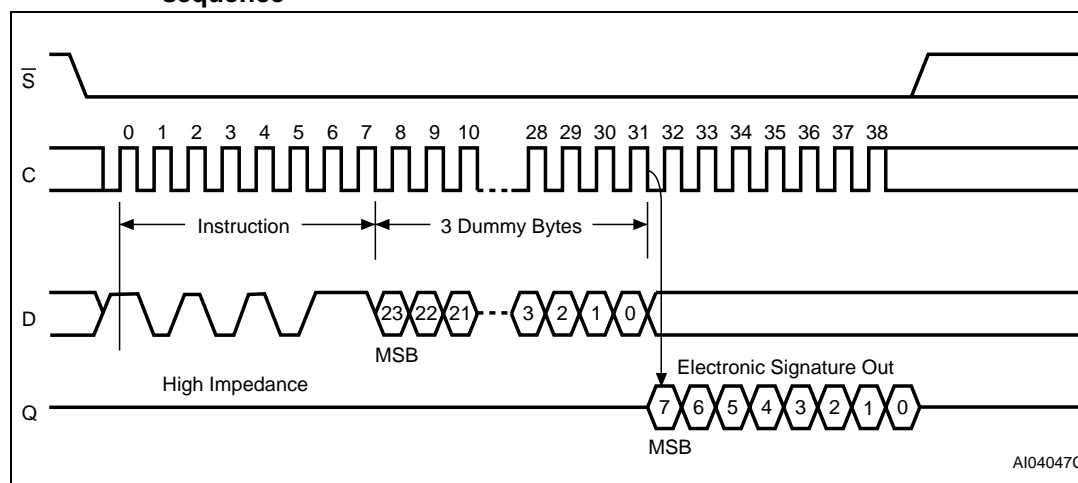 sequence
S
0 1 2 3 4 5 6 7 8 9 10 28 29 30 31 32 33 34 35 36 37 38
C
Instruction 3 Dummy Bytes
D 23 22 21 3 2 1 0
MSB
High Impedance Electronic Signature Out
Q 7 6 5 4 3 2 1 0
MSB